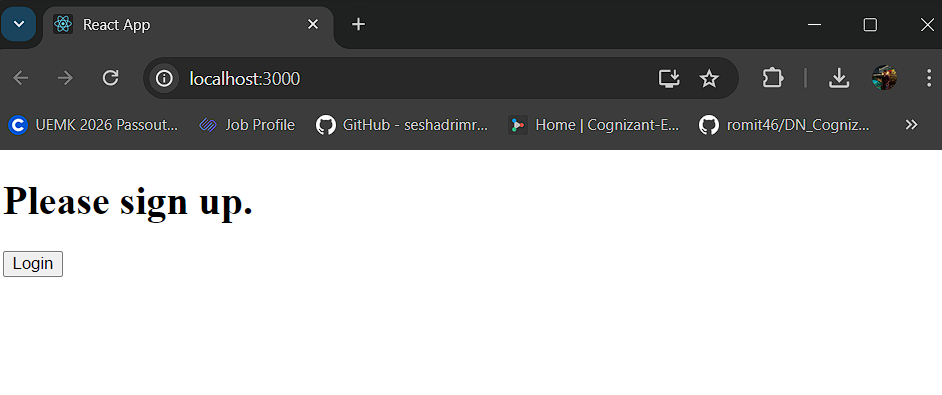 React App
localhost:3000
UEMK 2026 Passout... Job Profile GitHub - seshadrimr... Home | Cognizant-E... romit46/DN_Cogniz...
Please sign up.
Login